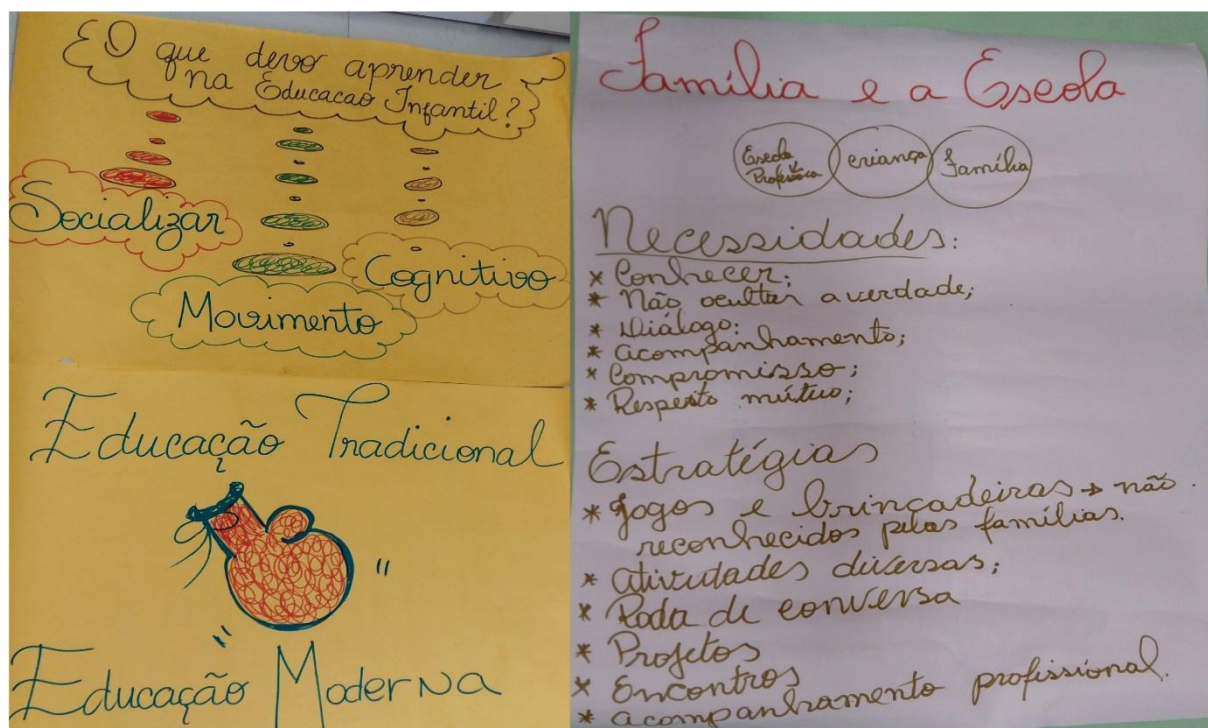 O que devo aprender
na Educacao Infantil?
Socializar
Cognitivo
Movimento
Educação Tradicional
"
"
Educação Moderna
Família e a Escola
Escola
Professora
criança
Família
Necessidades:
* Conhecer;
* Não ocultar a verdade;
* Diálogo:
* acompanhamento;
* Compromisso;
* Respeito mútuo;
Estratégias
* Jogos e brincadeiras → não
reconhecidos pelas famílias.
* atividades diversas;
* Roda de conversa
* Projetos
* Encontros
* acompanhamento profissional.